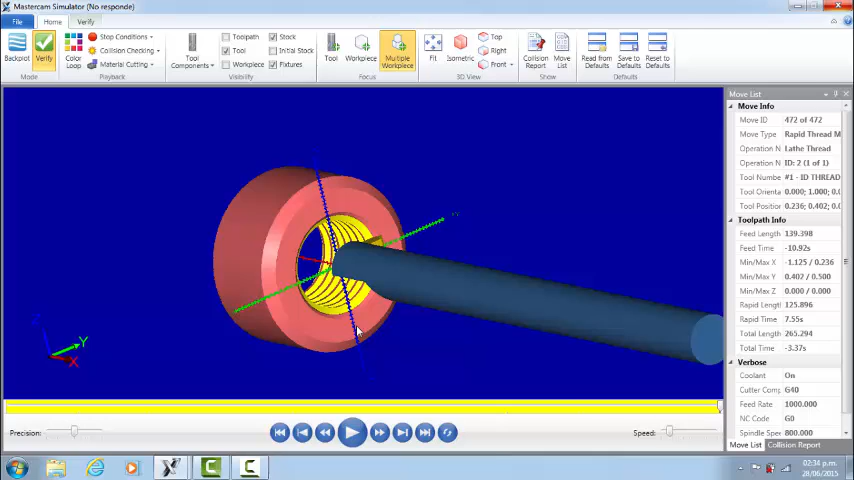 Mastercam Simulator (No responde)
File Home Verify
Backplot
Verify
Mode
Color Loop
Stop Conditions
Collision Checking
Material Cutting
Playback
Tool Components
Toolpath
Tool
Workpiece
Stock
Initial Stock
Fixtures
Visibility
Tool
Workpiece
Multiple Workpiece
Focus
Fit
Isometric
Top
Right
Front
3D View
Collision Report
Move List
Show
Read from Defaults
Save to Defaults
Reset to Defaults
Defaults
Z
Y
X
Precision:
Speed:
Move List
Move Info
Move ID 472 of 472
Move Type Rapid Thread M
Operation N Lathe Thread
Operation N ID: 2 (1 of 1)
Tool Number #1 - ID THREAD
Tool Orienta 0.000; 1.000; 0.
Tool Position 0.236; 0.402; 0.
Toolpath Info
Feed Length 139.398
Feed Time -10.92s
Min/Max X -1.125 / 0.236
Min/Max Y 0.402 / 0.500
Min/Max Z 0.000 / 0.000
Rapid Length 125.896
Rapid Time 7.55s
Total Length 265.294
Total Time -3.37s
Verbose
Coolant On
Cutter Comp G40
Feed Rate 1000.000
NC Code G0
Spindle Spee 800.000
Move List Collision Report
02:34 p.m.
28/06/2015